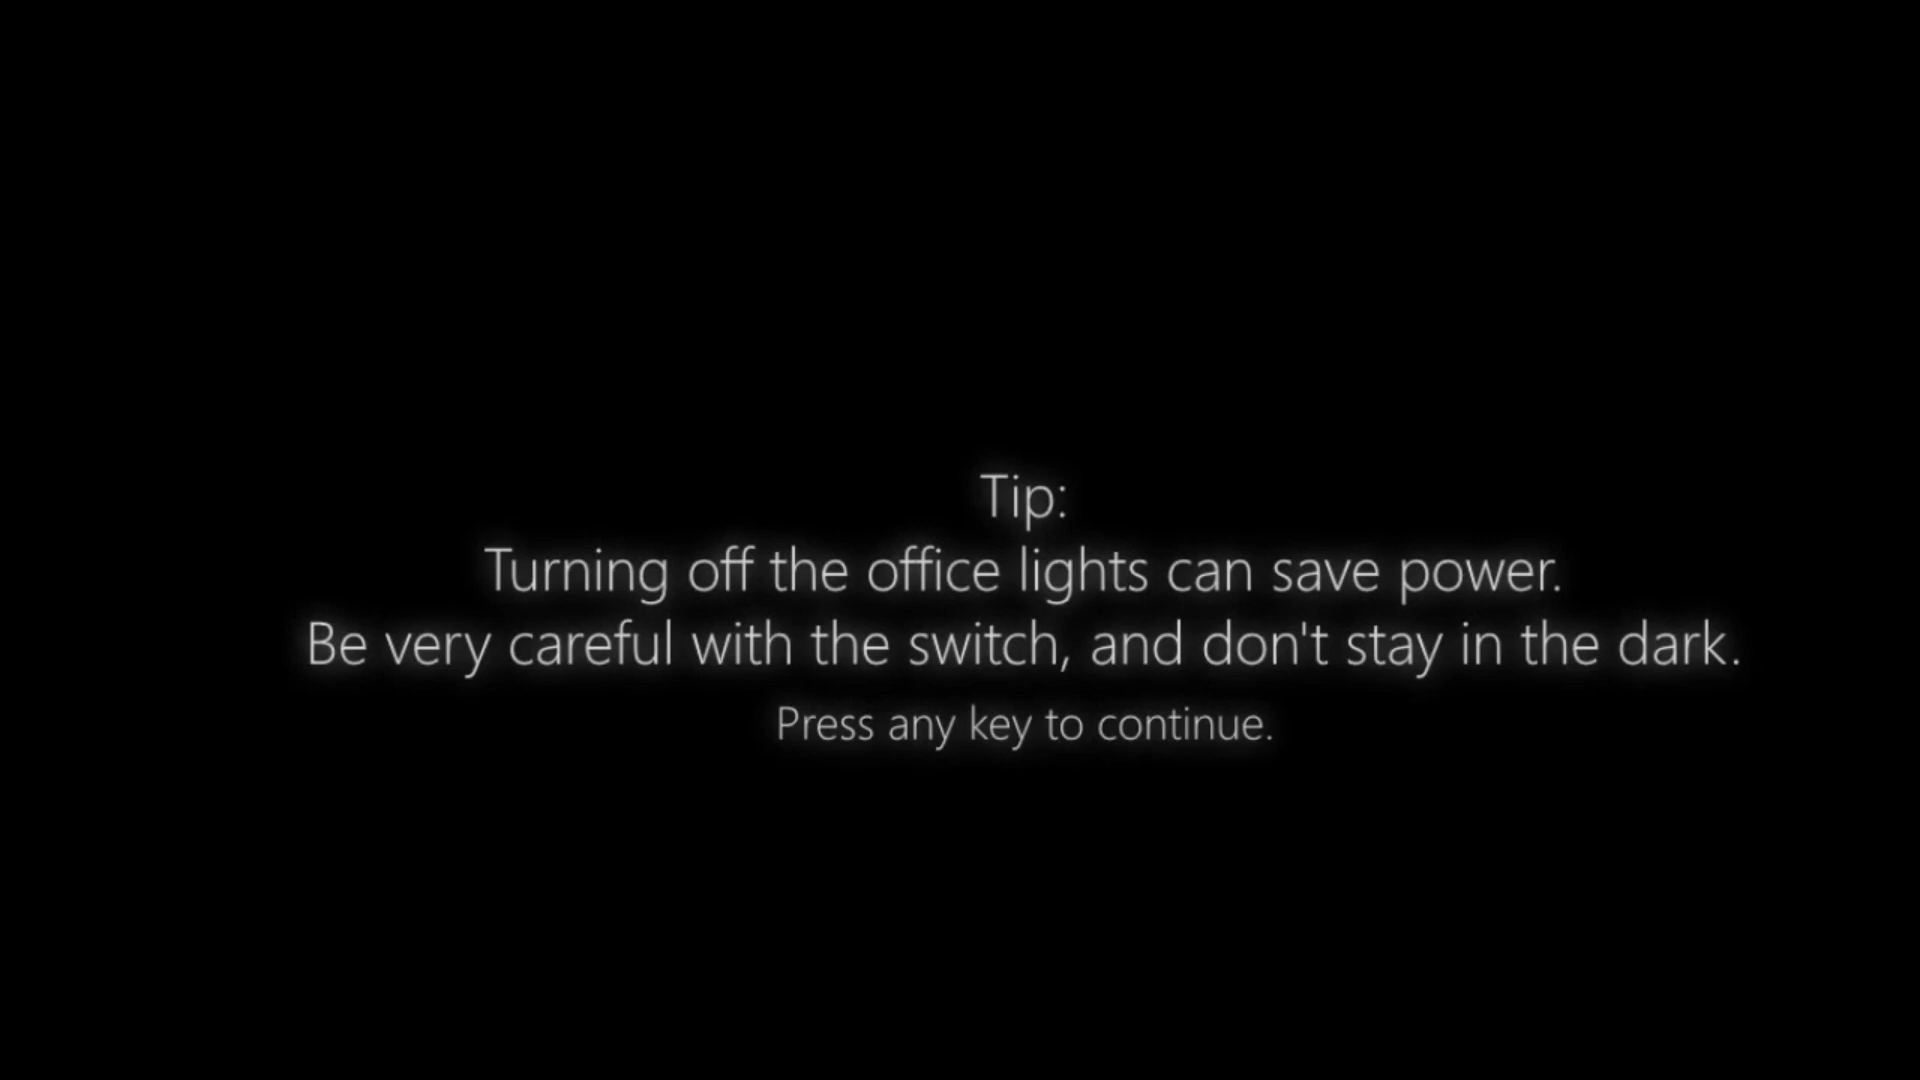 Tip:
Turning off the office lights can save power.
Be very careful with the switch, and don't stay in the dark.
Press any key to continue.